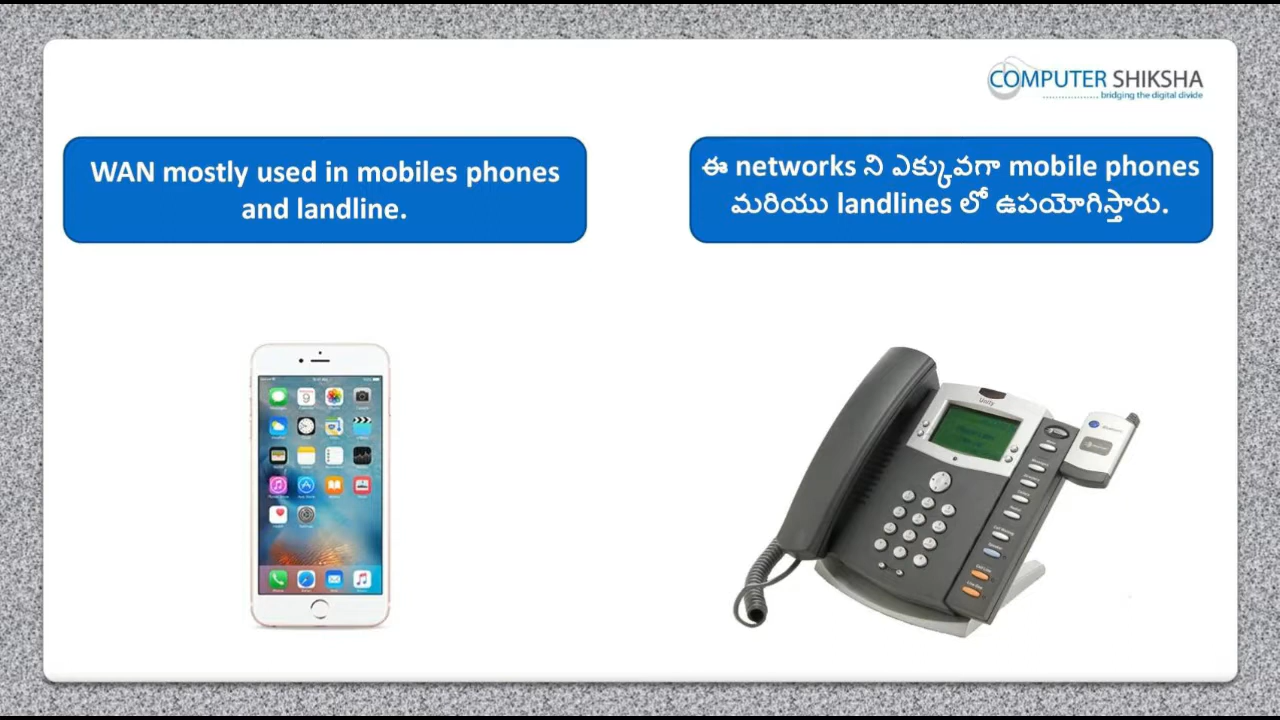 COMPUTER SHIKSHA
bridging the digital divide
WAN mostly used in mobiles phones
and landline.
ఈ networks ని ఎక్కువగా mobile phones
మరియు landlines లో ఉపయోగిస్తారు.